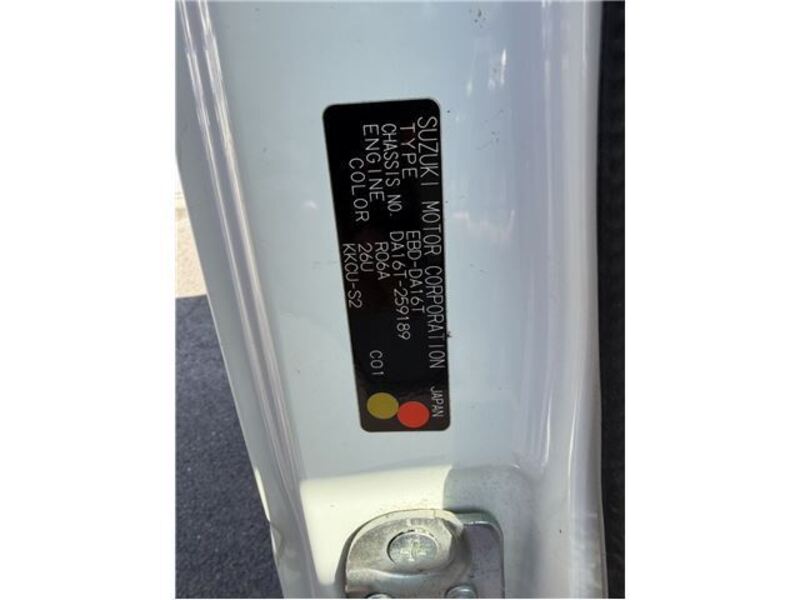 SUZUKI MOTOR CORPORATION JAPAN
TYPE EBD-DA16T
CHASSIS NO. DA16T-259189
ENGINE R06A
COLOR 26U C01
KKCU-S2